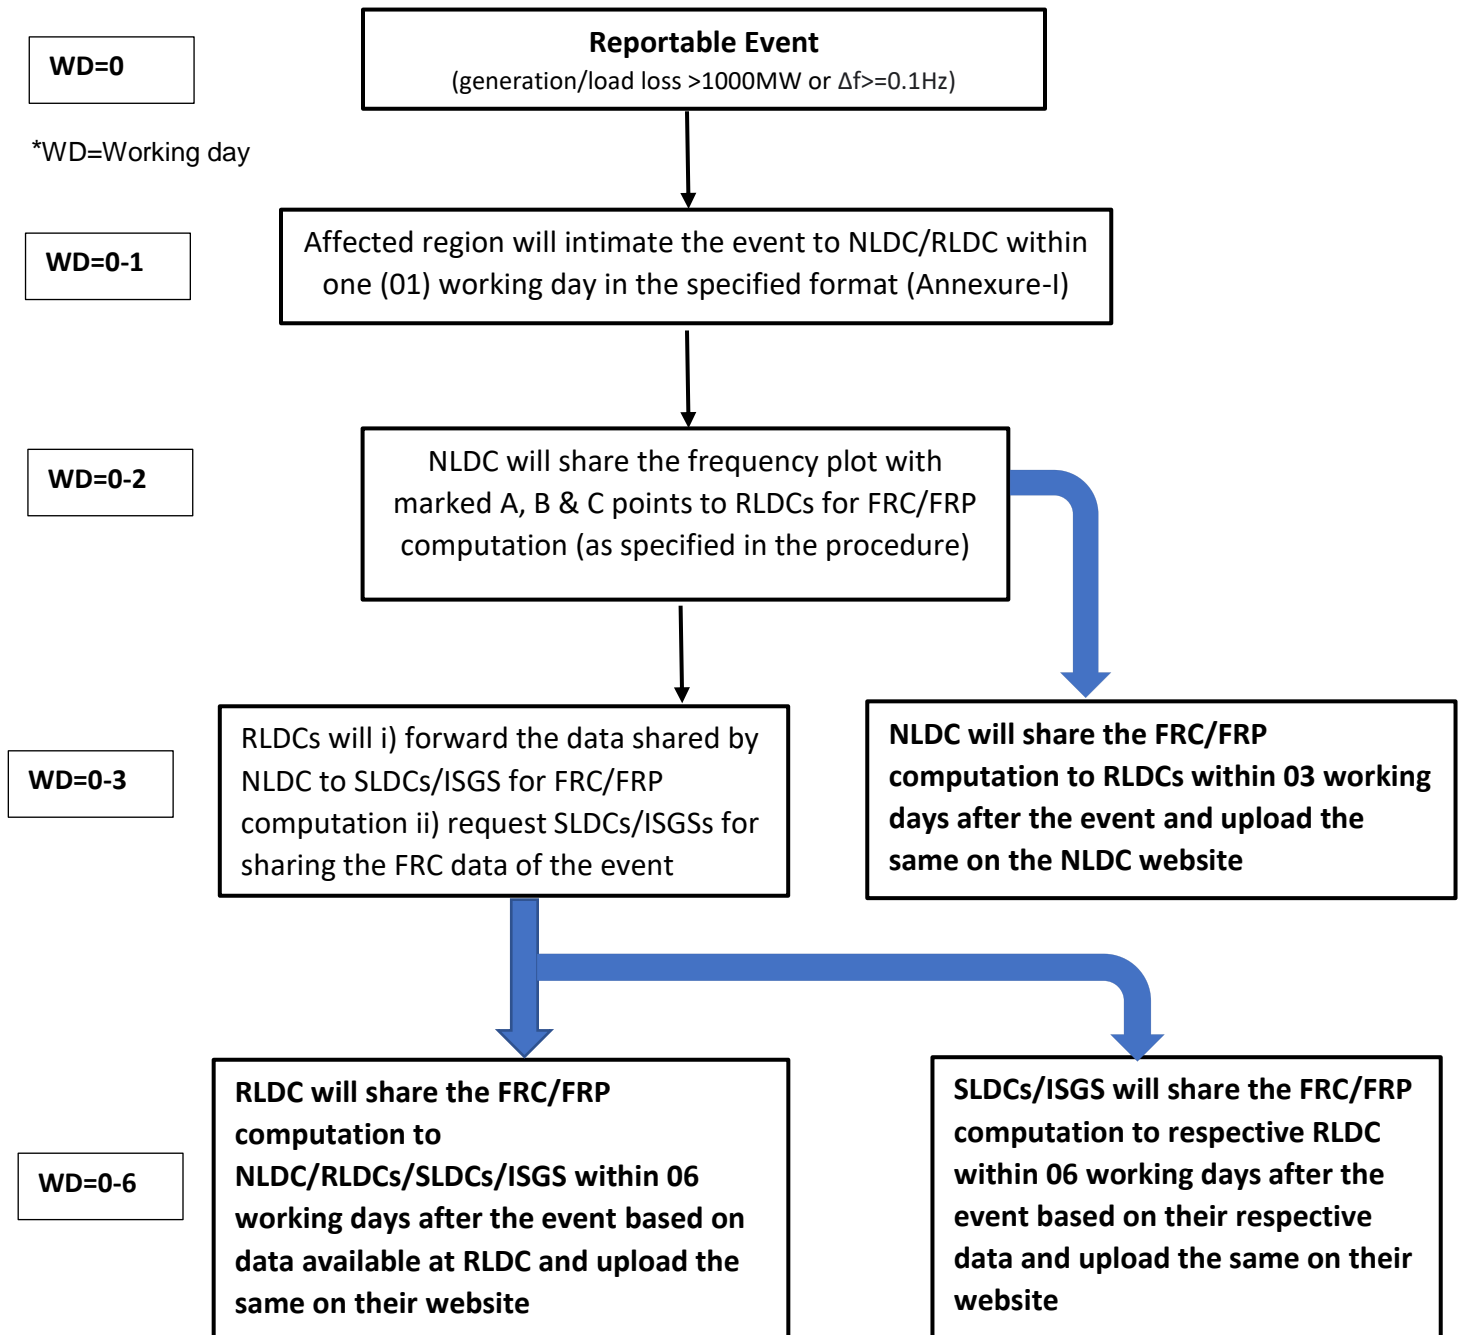 WD=0
Reportable Event
(generation/load loss >1000MW or Δf>=0.1Hz)
*WD=Working day
WD=0-1
Affected region will intimate the event to NLDC/RLDC within
one (01) working day in the specified format (Annexure-I)
WD=0-2
NLDC will share the frequency plot with
marked A, B & C points to RLDCs for FRC/FRP
computation (as specified in the procedure)
WD=0-3
RLDCs will i) forward the data shared by
NLDC to SLDCs/ISGS for FRC/FRP
computation ii) request SLDCs/ISGSs for
sharing the FRC data of the event
NLDC will share the FRC/FRP
computation to RLDCs within 03 working
days after the event and upload the
same on the NLDC website
WD=0-6
RLDC will share the FRC/FRP
computation to
NLDC/RLDCs/SLDCs/ISGS within 06
working days after the event based on
data available at RLDC and upload the
same on their website
SLDCs/ISGS will share the FRC/FRP
computation to respective RLDC
within 06 working days after the
event based on their respective
data and upload the same on their
website